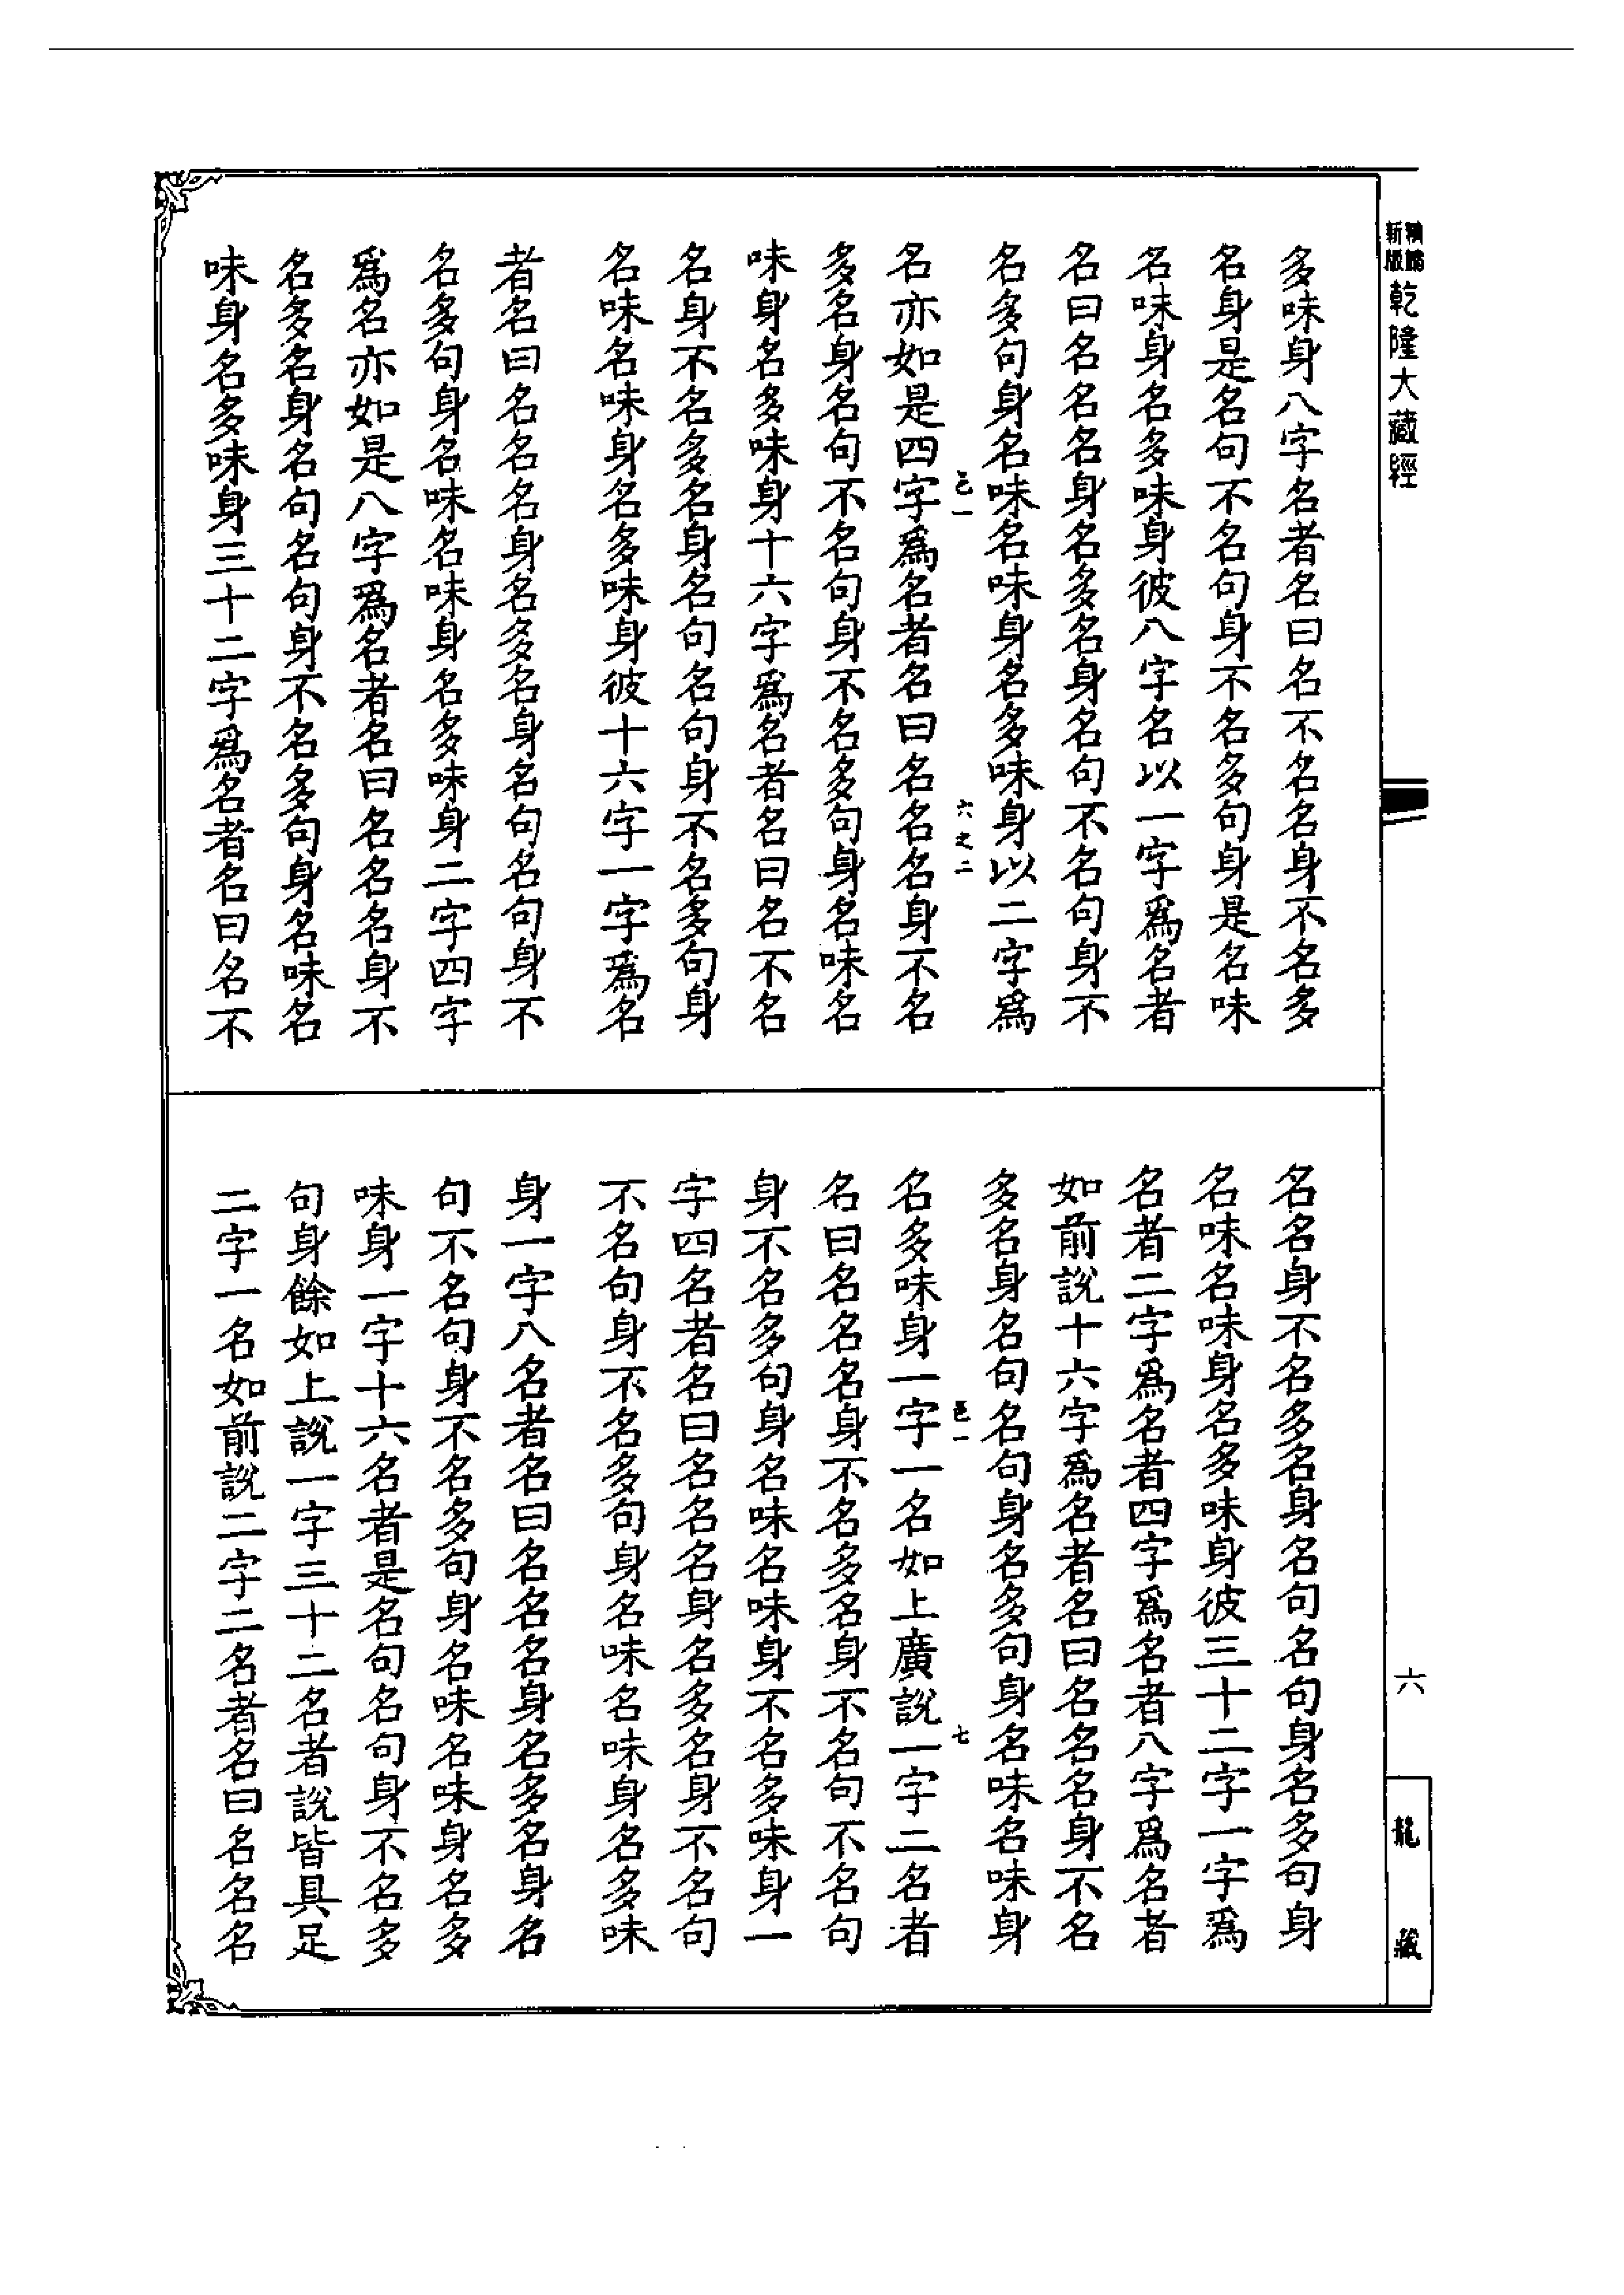 新版
精縮
乾隆大藏經
多味身八字名者名曰名不名名身不名多
名身是名句不名句身不名多句身是名味
名味身名多味身彼八字名以一字爲名者
名曰名名名身名多名身名句不名句身不
名多句身名味名味身名多味身以二字爲
六之二
名亦如是四字爲名者名曰名名名身不名
多名身名句不名句身不名多句身名味名
味身名多味身十六字爲名者名曰名不名
名身不名多名身名句名句身不名多句身
名味名味身名多味身彼十六字一字爲名
者名曰名名名身名多名身名句名句身不
名多句身名味名味身名多味身二字四字
爲名亦如是八字爲名者名曰名名名身不
名多名身名句名句身不名多句身名味名
味身名多味身三十二字爲名者名曰名不
名名身不名多名身名句名句身名多句身
名味名味身名多味身彼三十二字一字爲
名者二字爲名者四字爲名者八字爲名者
如前說十六字爲名者名曰名名名身不名
多名身名句名句身名多句身名味名味身
七
名多味身一字一名如上廣說一字二名者
名曰名名名身不名多名身不名句不名句
身不名多句身名味名味身不名多味身一
字四名者名曰名名名身名多名身不名句
不名句身不名多句身名味名味身名多味
身一字八名者名曰名名名身名多名身名
句不名句身不名多句身名味名味身名多
味身一字十六名者是名句名句身不名多
句身餘如上說一字三十二名者說皆具足
二字一名如前說二字二名者名曰名名名
六
龍藏